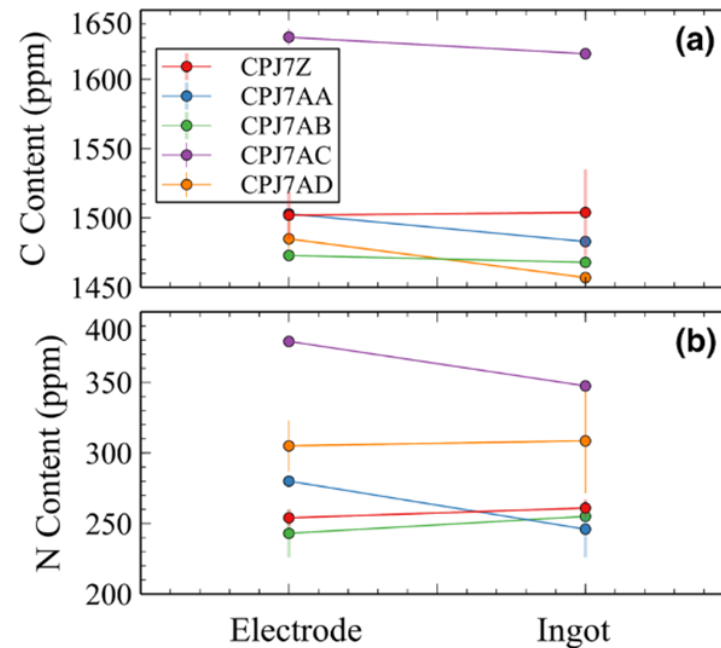 C Content (ppm)
1650
1600
1550
1500
1450
(a)
CPJ7Z
CPJ7AA
CPJ7AB
CPJ7AC
CPJ7AD
N Content (ppm)
400
350
300
250
200
(b)
Electrode
Ingot